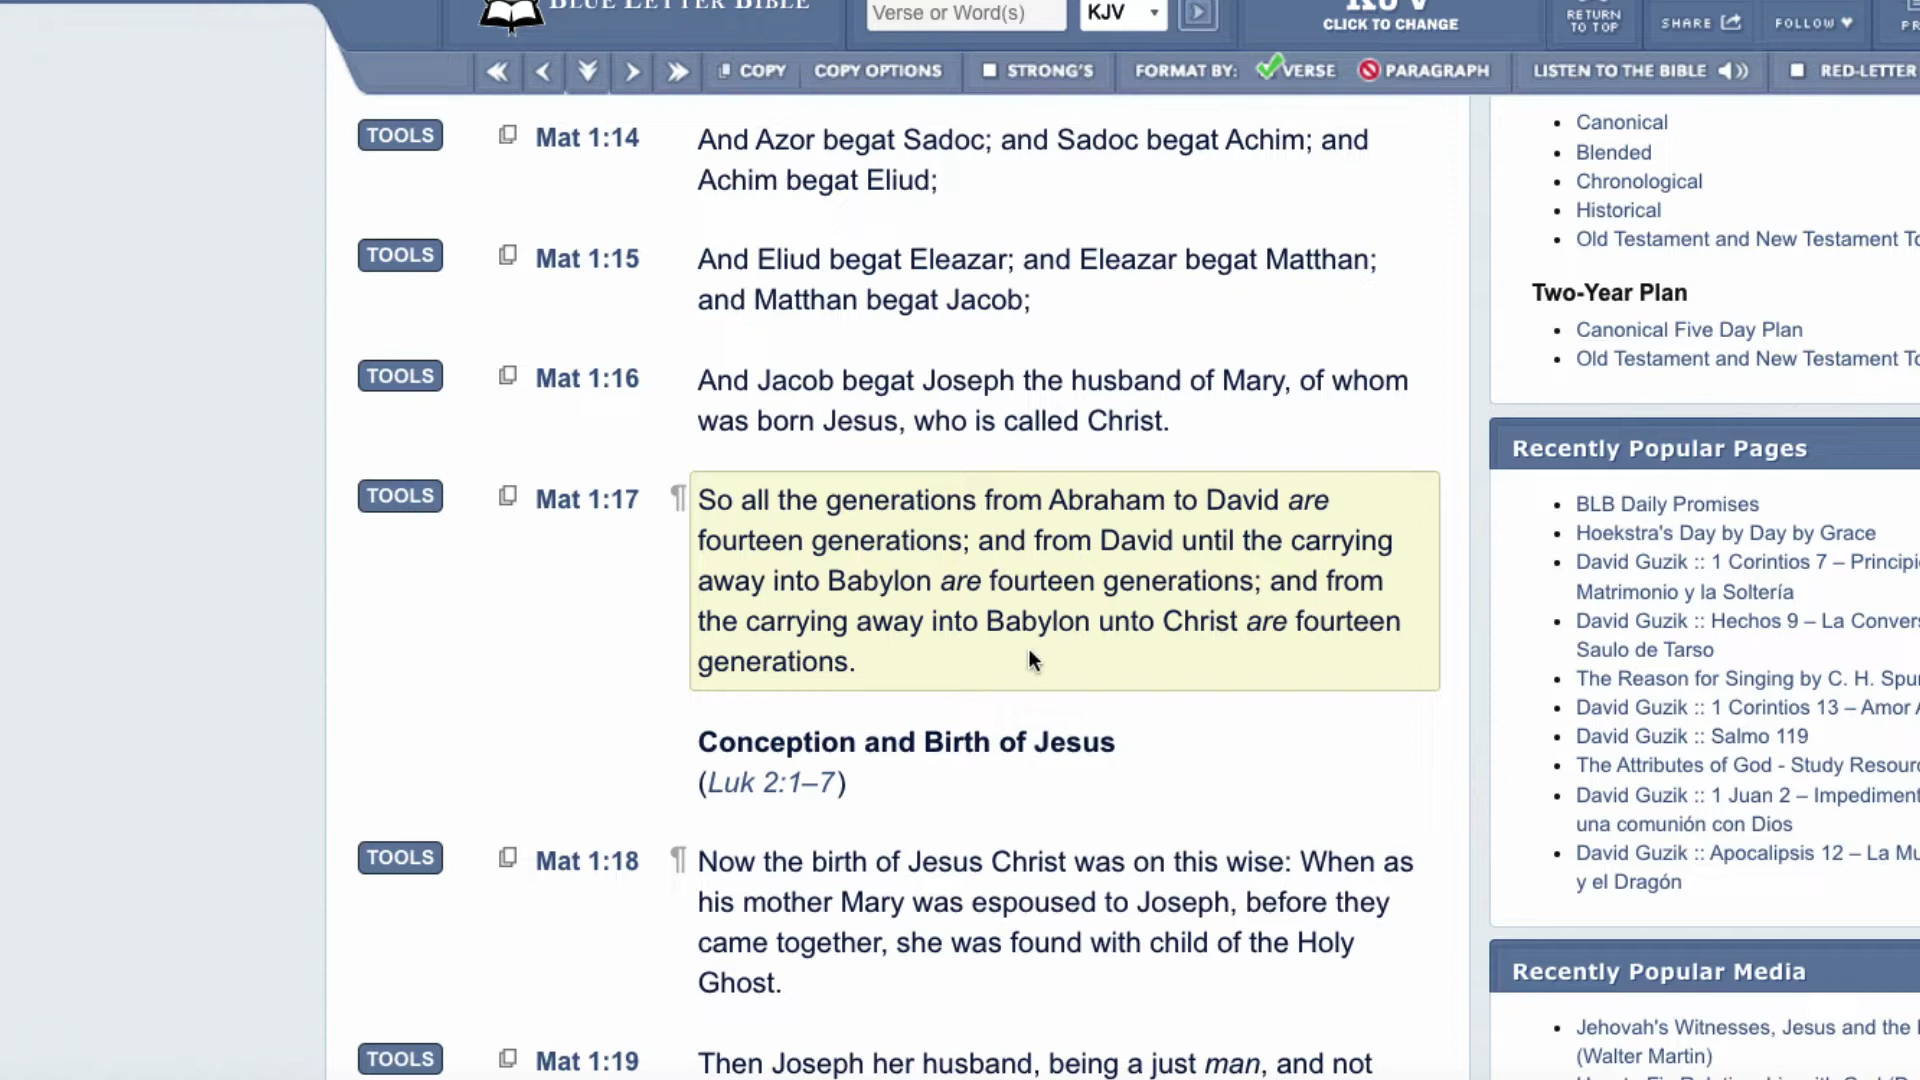 BLUE LETTER BIBLE
Verse or Word(s)
KJV
CLICK TO CHANGE
RETURN
TO TOP
SHARE
FOLLOW
COPY
COPY OPTIONS
STRONG'S
FORMAT BY:
VERSE
PARAGRAPH
LISTEN TO THE BIBLE
RED-LETTER
TOOLS
Mat 1:14
And Azor begat Sadoc; and Sadoc begat Achim; and
Achim begat Eliud;
TOOLS
Mat 1:15
And Eliud begat Eleazar; and Eleazar begat Matthan;
and Matthan begat Jacob;
TOOLS
Mat 1:16
And Jacob begat Joseph the husband of Mary, of whom
was born Jesus, who is called Christ.
TOOLS
Mat 1:17
¶ So all the generations from Abraham to David are
fourteen generations; and from David until the carrying
away into Babylon are fourteen generations; and from
the carrying away into Babylon unto Christ are fourteen
generations.
Conception and Birth of Jesus
(Luk 2:1–7)
TOOLS
Mat 1:18
¶ Now the birth of Jesus Christ was on this wise: When as
his mother Mary was espoused to Joseph, before they
came together, she was found with child of the Holy
Ghost.
TOOLS
Mat 1:19
Then Joseph her husband, being a just man, and not
Canonical
Blended
Chronological
Historical
Old Testament and New Testament
Two-Year Plan
Canonical Five Day Plan
Old Testament and New Testament
Recently Popular Pages
BLB Daily Promises
Hoekstra's Day by Day by Grace
David Guzik :: 1 Corintios 7 –
Matrimonio y la Soltería
David Guzik :: Hechos 9 – La
Saulo de Tarso
The Reason for Singing by C. H.
David Guzik :: 1 Corintios 13 – Amor
David Guzik :: Salmo 119
The Attributes of God - Study
David Guzik :: 1 Juan 2 –
una comunión con Dios
David Guzik :: Apocalipsis 12 – La
y el Dragón
Recently Popular Media
Jehovah's Witnesses, Jesus and the
(Walter Martin)